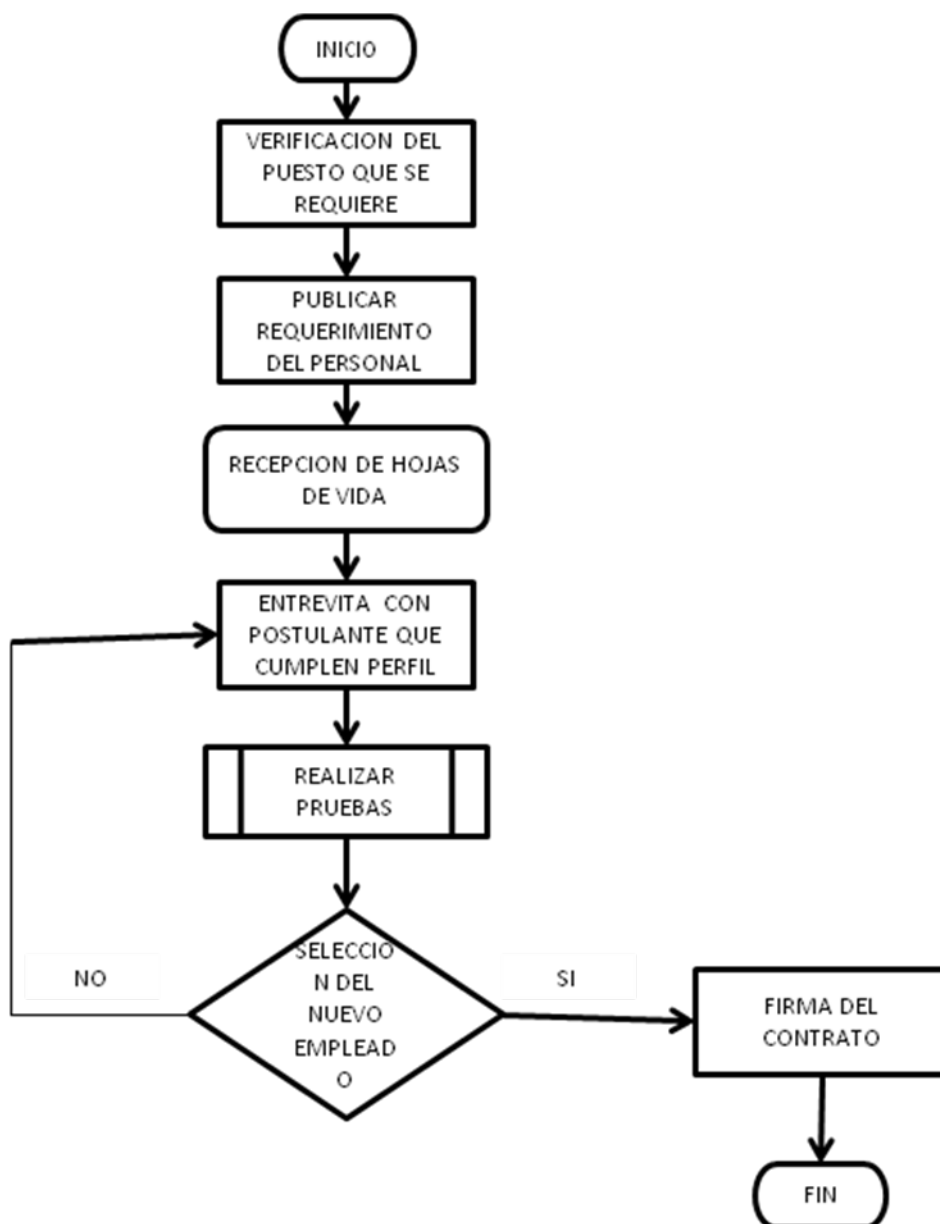 INICIO
VERIFICACION DEL
PUESTO QUE SE
REQUIERE
PUBLICAR
REQUERIMIENTO
DEL PERSONAL
RECEPCION DE HOJAS
DE VIDA
ENTREVITA CON
POSTULANTE QUE
CUMPLEN PERFIL
REALIZAR
PRUEBAS
SELECCIO
N DEL
NUEVO
EMPLEAD
O
NO
SI
FIRMA DEL
CONTRATO
FIN